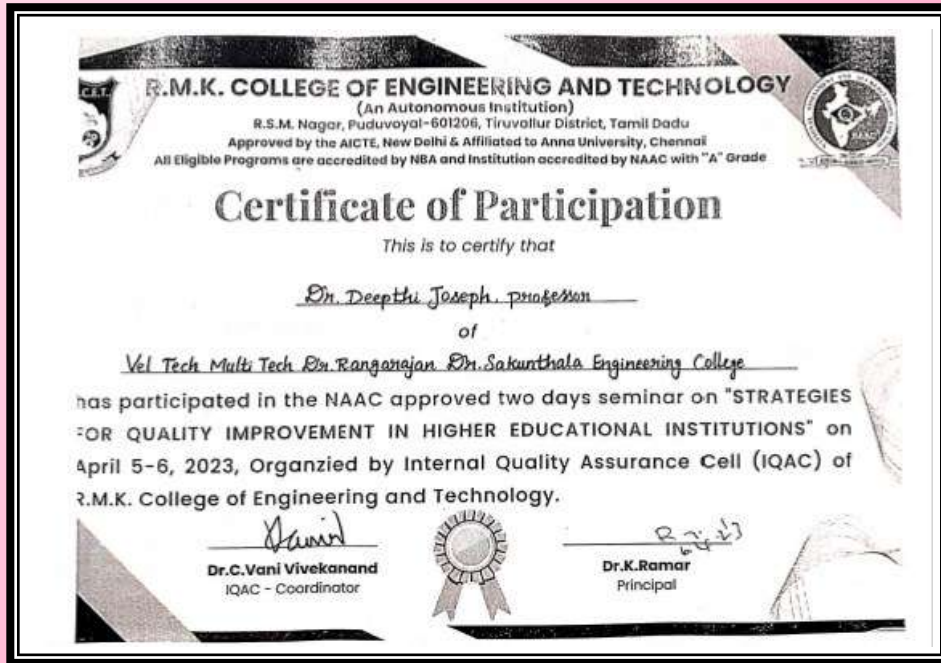 C.E.T.
R.M.K. COLLEGE OF ENGINEERING AND TECHNOLOGY
(An Autonomous Institution)
R.S.M. Nagar, Puduvoyal-601206, Tiruvallur District, Tamil Dadu
Approved by the AICTE, New Delhi & Affiliated to Anna University, Chennai
All Eligible Programs are accredited by NBA and Institution accredited by NAAC with "A" Grade
Certificate of Participation
This is to certify that
Dr. Deepthi Joseph, professor
of
Vel Tech Multi Tech Dr. Rangarajan Dr. Sakunthala Engineering College
has participated in the NAAC approved two days seminar on "STRATEGIES
FOR QUALITY IMPROVEMENT IN HIGHER EDUCATIONAL INSTITUTIONS" on
April 5-6, 2023, Organzied by Internal Quality Assurance Cell (IQAC) of
R.M.K. College of Engineering and Technology.
Dr.C.Vani Vivekanand
IQAC - Coordinator
Dr.K.Ramar
Principal